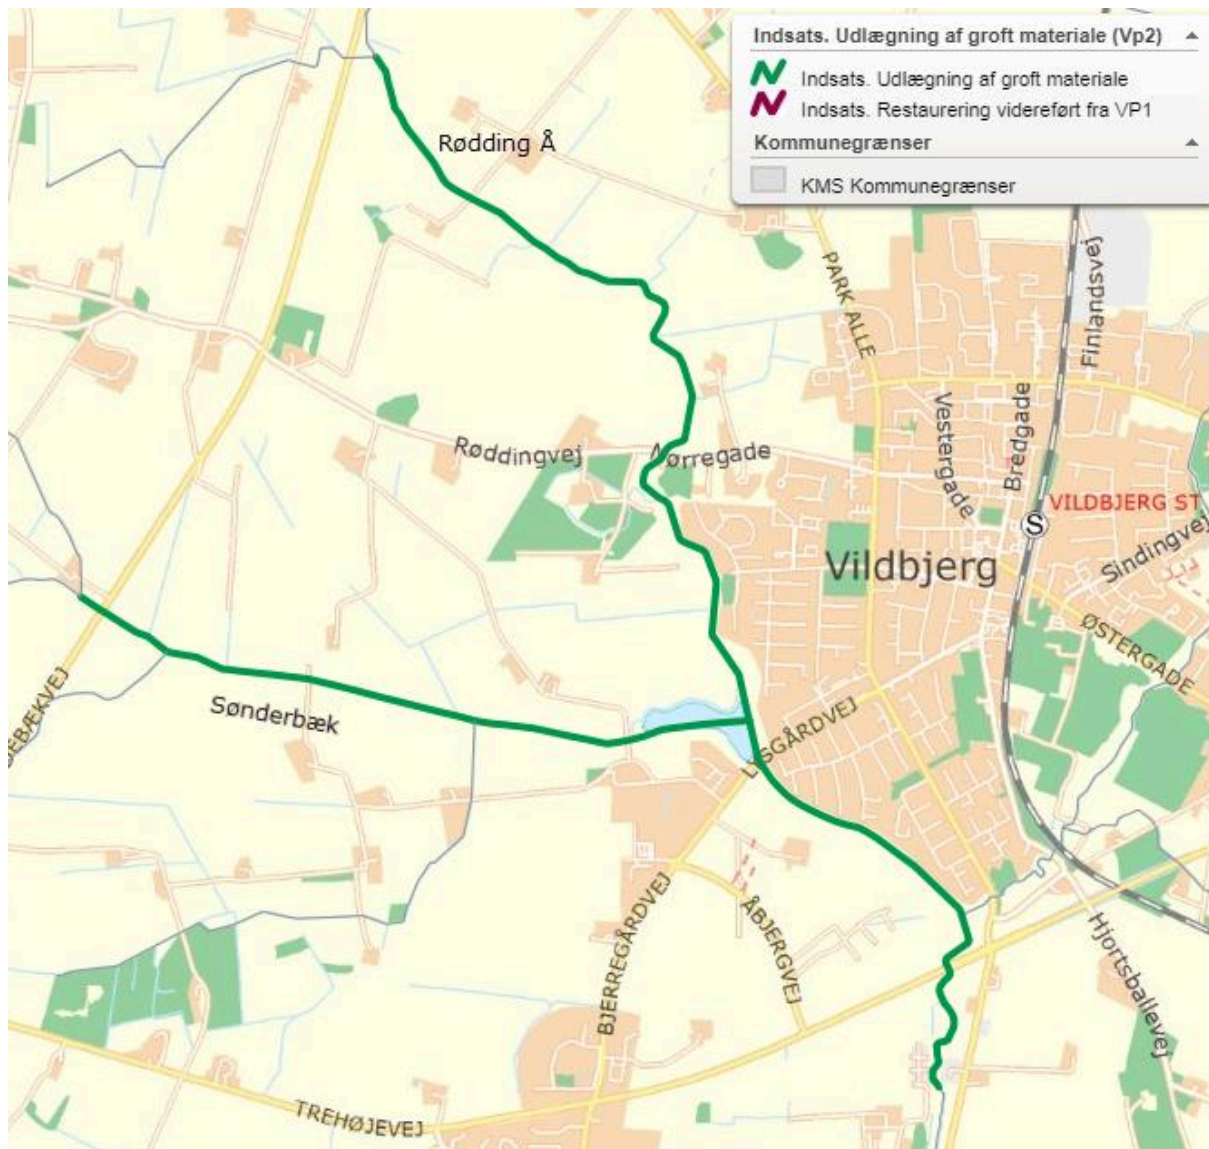 Indsats. Udlægning af groft materiale (Vp2)
Indsats. Udlægning af groft materiale
Indsats. Restaurering videreført fra VP1
Kommunegrænser
KMS Kommunegrænser
Rødding Å
PARK ALLE
Finlandsvej
Bredgade
Vestergade
Røddingvej
Nørregade
VILDBJERG ST
S
Sindingvej
Vildbjerg
ØSTERGADE
Sønderbæk
LYSGÅRDVEJ
BJERREGÅRDVEJ
ÅBJERGVEJ
Hjortsballevej
TREHØJEVEJ